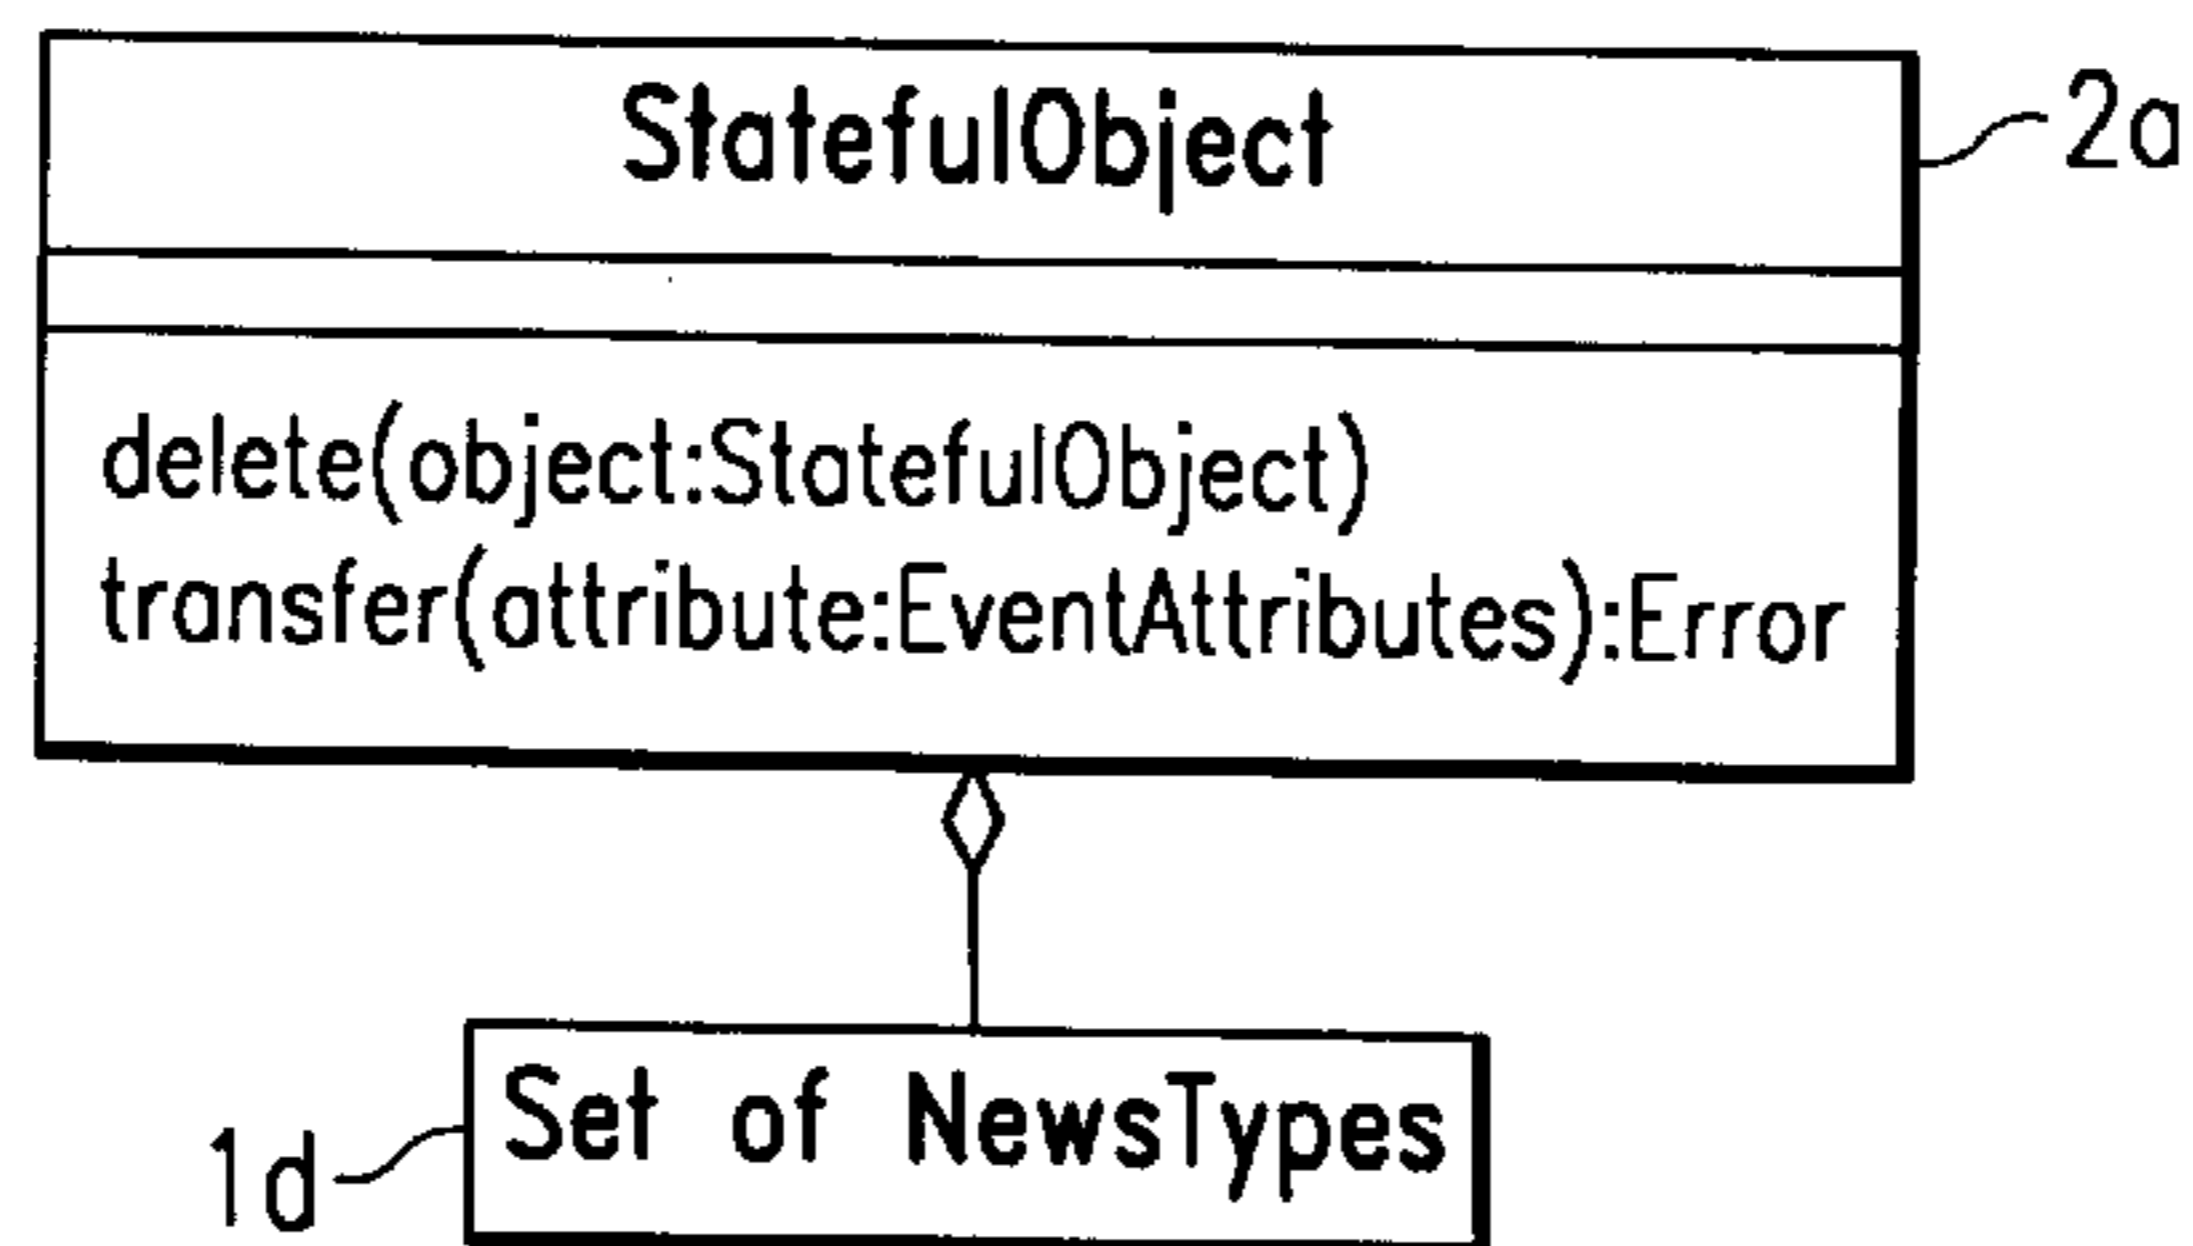 StatefulObject
2a
delete(object:StatefulObject)
transfer(attribute:EventAttributes):Error
Set of NewsTypes
1d